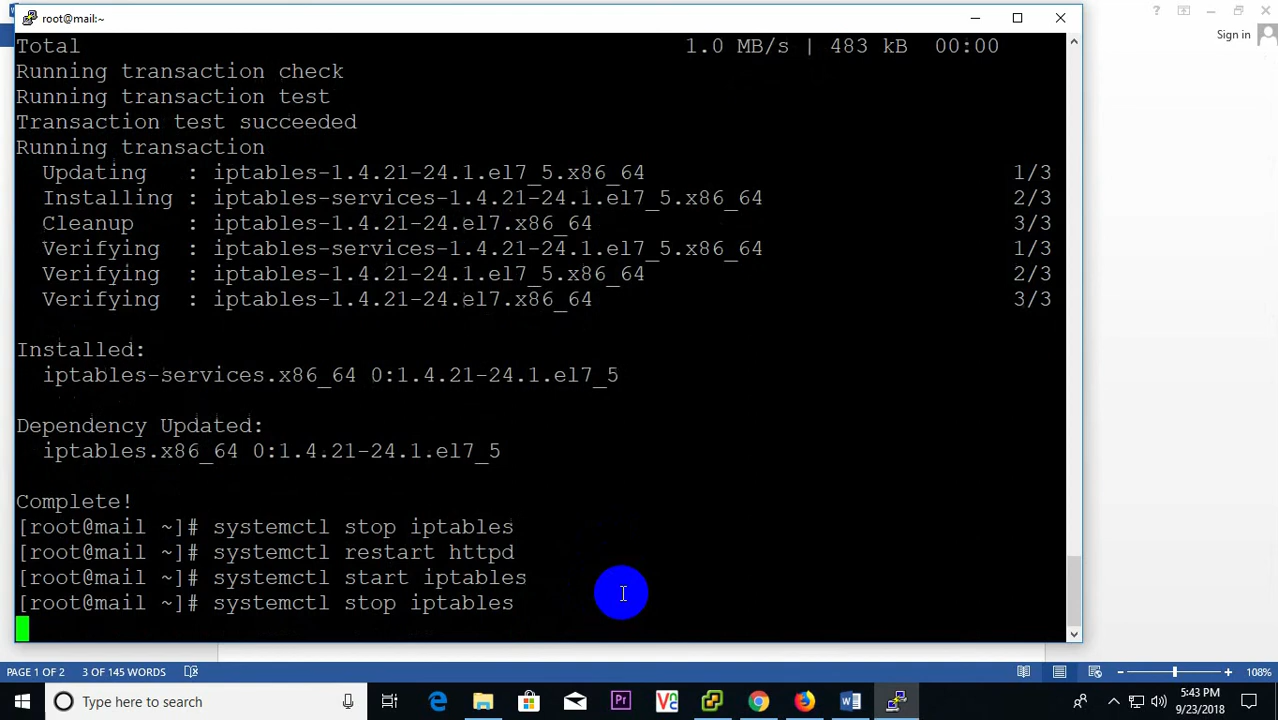 root@mail:~
Sign in
Total 1.0 MB/s | 483 kB 00:00
Running transaction check
Running transaction test
Transaction test succeeded
Running transaction
Updating : iptables-1.4.21-24.1.el7_5.x86_64 1/3
Installing : iptables-services-1.4.21-24.1.el7_5.x86_64 2/3
Cleanup : iptables-1.4.21-24.el7.x86_64 3/3
Verifying : iptables-services-1.4.21-24.1.el7_5.x86_64 1/3
Verifying : iptables-1.4.21-24.1.el7_5.x86_64 2/3
Verifying : iptables-1.4.21-24.el7.x86_64 3/3
Installed:
iptables-services.x86_64 0:1.4.21-24.1.el7_5
Dependency Updated:
iptables.x86_64 0:1.4.21-24.1.el7_5
Complete!
[root@mail ~]# systemctl stop iptables
[root@mail ~]# systemctl restart httpd
[root@mail ~]# systemctl start iptables
[root@mail ~]# systemctl stop iptables
PAGE 1 OF 2 3 OF 145 WORDS 108%
Type here to search
5:43 PM
9/23/2018